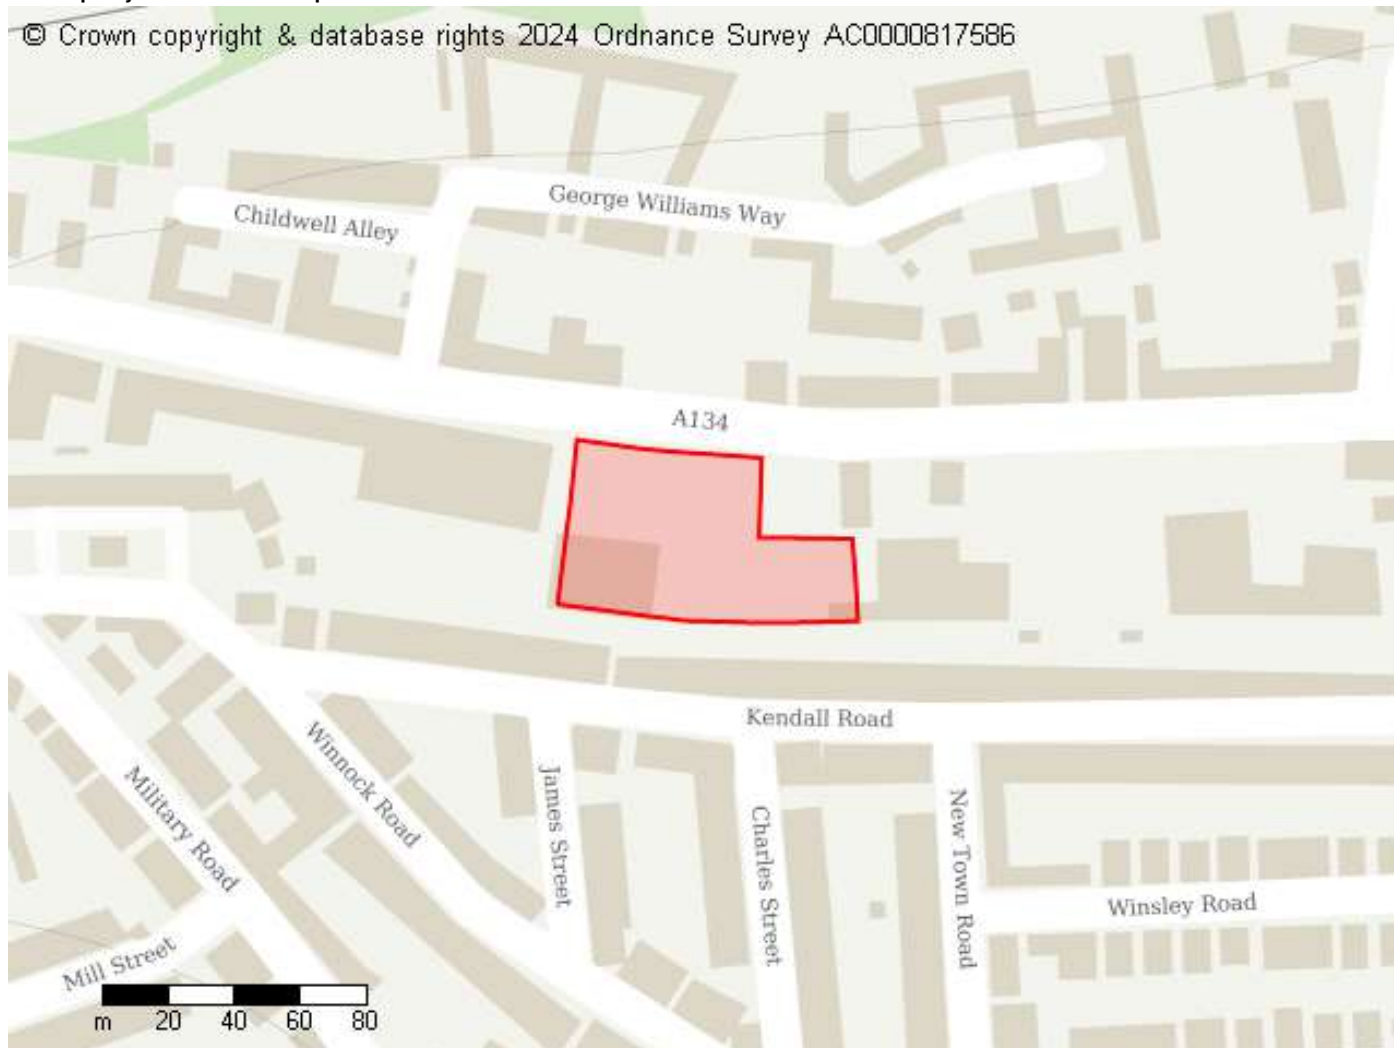 © Crown copyright & database rights 2024 Ordnance Survey AC0000817586
George Williams Way
Childwell Alley
A134
Kendall Road
Winnock Road
Military Road
James Street
Charles Street
New Town Road
Winsley Road
Mill Street
m 20 40 60 80